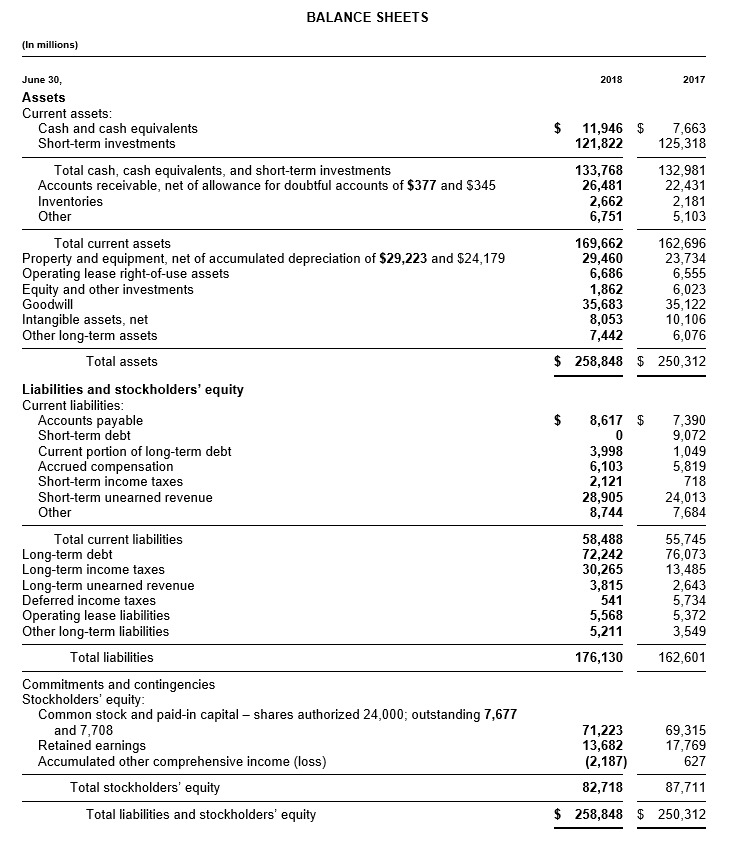 BALANCE SHEETS
(In millions)
June 30, 2018 2017
Assets
Current assets:
Cash and cash equivalents $ 11,946 $ 7,663
Short-term investments 121,822 125,318
Total cash, cash equivalents, and short-term investments 133,768 132,981
Accounts receivable, net of allowance for doubtful accounts of $377 and $345 26,481 22,431
Inventories 2,662 2,181
Other 6,751 5,103
Total current assets 169,662 162,696
Property and equipment, net of accumulated depreciation of $29,223 and $24,179 29,460 23,734
Operating lease right-of-use assets 6,686 6,555
Equity and other investments 1,862 6,023
Goodwill 35,683 35,122
Intangible assets, net 8,053 10,106
Other long-term assets 7,442 6,076
Total assets $ 258,848 $ 250,312
Liabilities and stockholders' equity
Current liabilities:
Accounts payable $ 8,617 $ 7,390
Short-term debt 0 9,072
Current portion of long-term debt 3,998 1,049
Accrued compensation 6,103 5,819
Short-term income taxes 2,121 718
Short-term unearned revenue 28,905 24,013
Other 8,744 7,684
Total current liabilities 58,488 55,745
Long-term debt 72,242 76,073
Long-term income taxes 30,265 13,485
Long-term unearned revenue 3,815 2,643
Deferred income taxes 541 5,734
Operating lease liabilities 5,568 5,372
Other long-term liabilities 5,211 3,549
Total liabilities 176,130 162,601
Commitments and contingencies
Stockholders' equity:
Common stock and paid-in capital – shares authorized 24,000; outstanding 7,677
and 7,708 71,223 69,315
Retained earnings 13,682 17,769
Accumulated other comprehensive income (loss) (2,187) 627
Total stockholders' equity 82,718 87,711
Total liabilities and stockholders' equity $ 258,848 $ 250,312